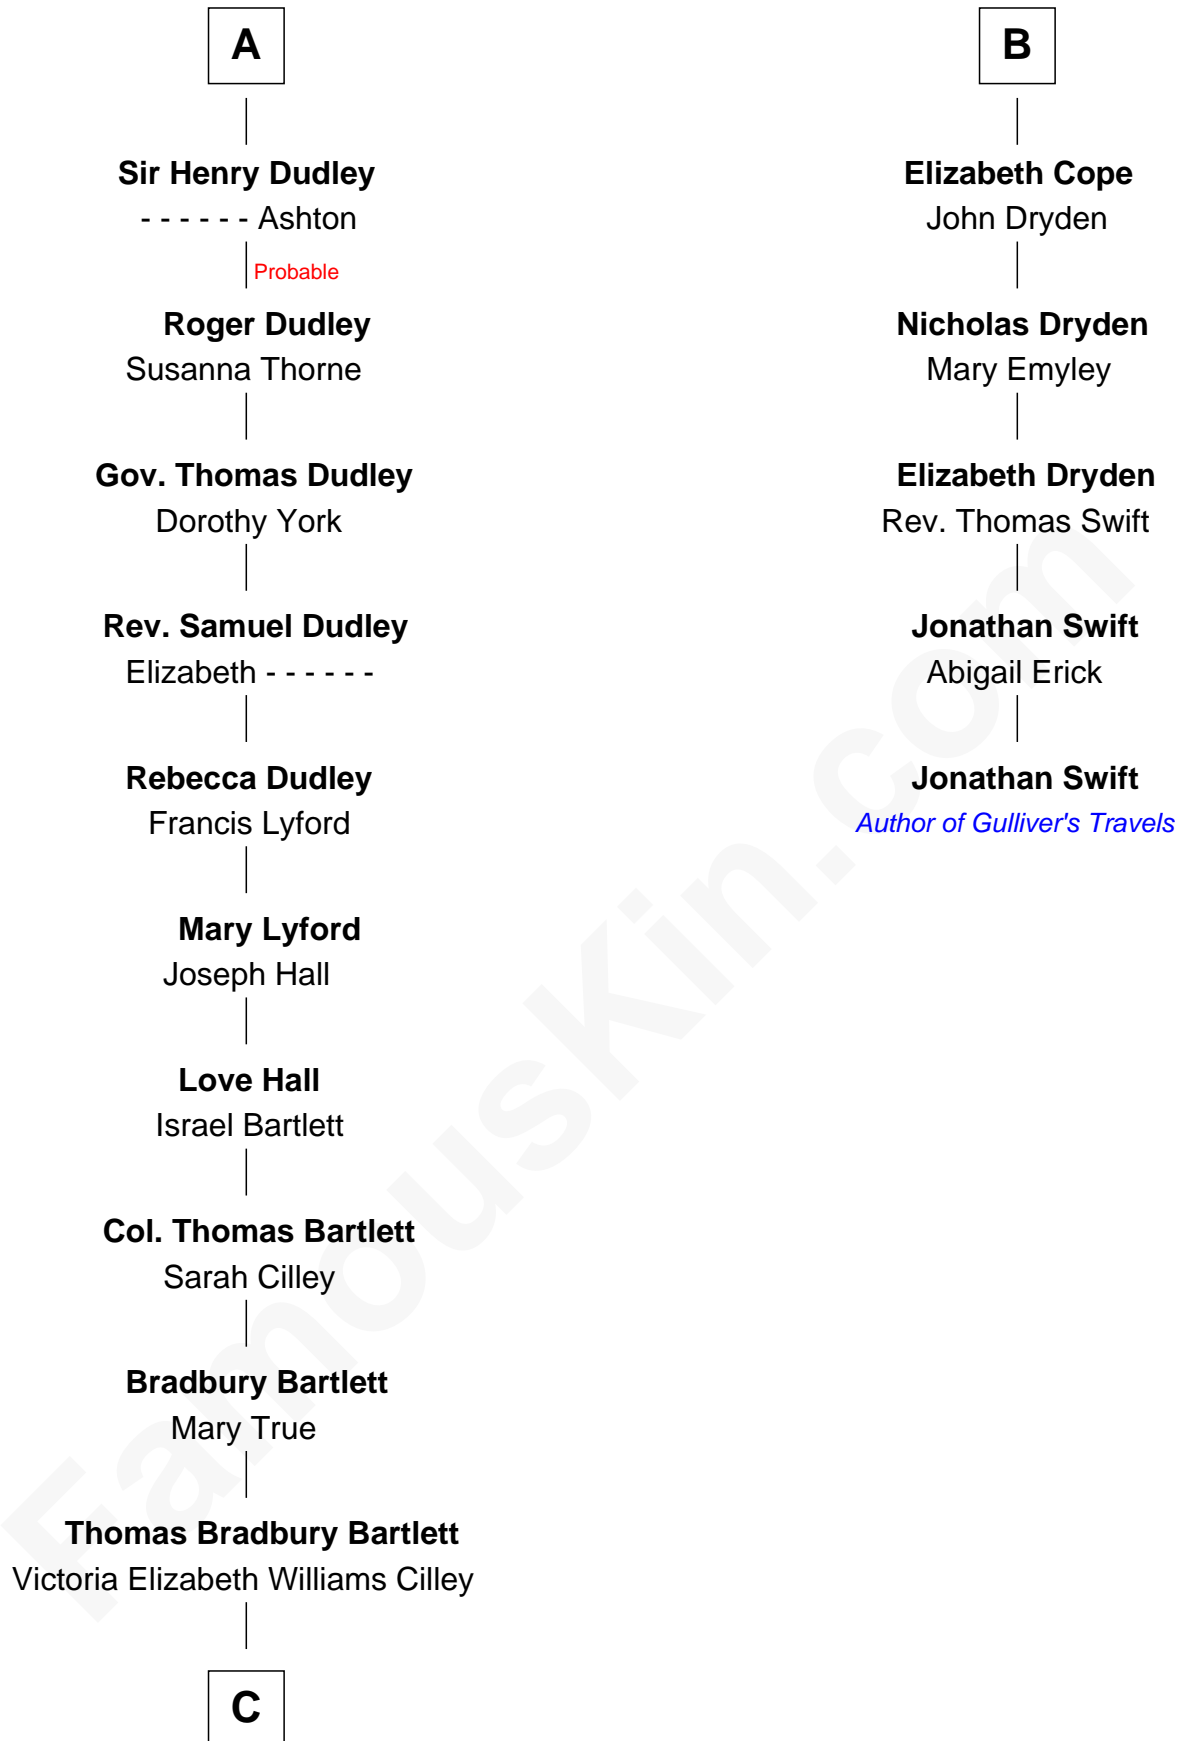 A
Sir Henry Dudley
- - - - - - Ashton
Probable
Roger Dudley
Susanna Thorne
Gov. Thomas Dudley
Dorothy York
Rev. Samuel Dudley
Elizabeth - - - - - -
Rebecca Dudley
Francis Lyford
Mary Lyford
Joseph Hall
Love Hall
Israel Bartlett
Col. Thomas Bartlett
Sarah Cilley
Bradbury Bartlett
Mary True
Thomas Bradbury Bartlett
Victoria Elizabeth Williams Cilley
C
B
Elizabeth Cope
John Dryden
Nicholas Dryden
Mary Emyley
Elizabeth Dryden
Rev. Thomas Swift
Jonathan Swift
Abigail Erick
Jonathan Swift
Author of Gulliver's Travels
FamousKin.com